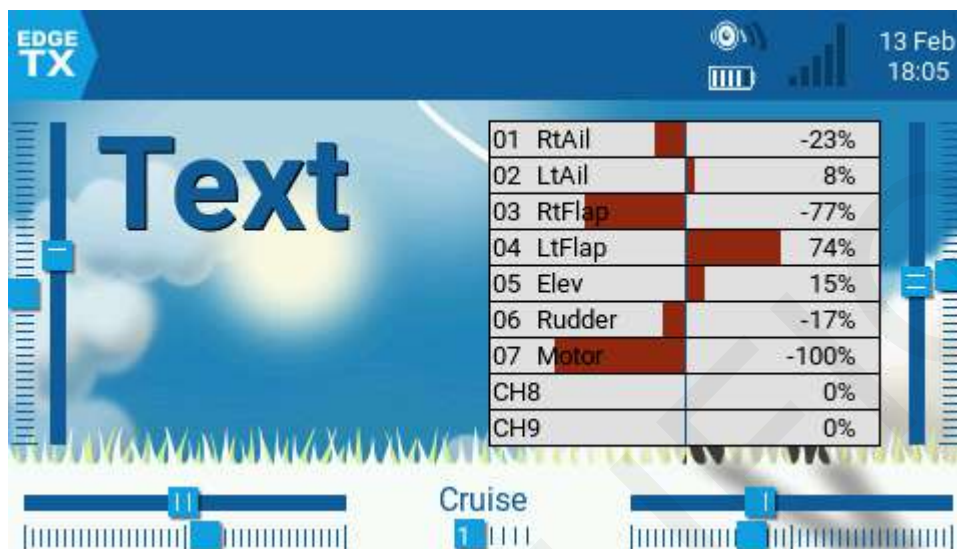 EDGE
TX
13 Feb
18:05
Text
01 RtAil -23%
02 LtAil 8%
03 RtFlap -77%
04 LtFlap 74%
05 Elev 15%
06 Rudder -17%
07 Motor -100%
CH8 0%
CH9 0%
Cruise
1